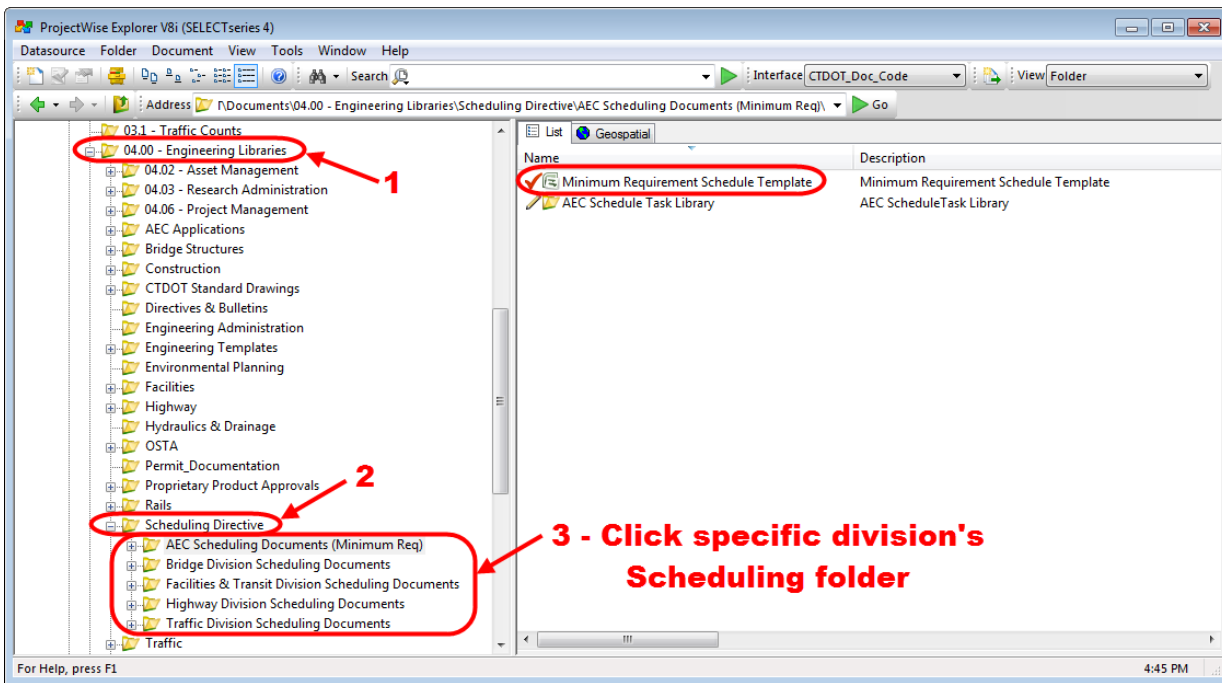 ProjectWise Explorer V8i (SELECTseries 4)
Datasource Folder Document View Tools Window Help
Search Interface CTDOT_Doc_Code View Folder
Address r\Documents\04.00 - Engineering Libraries\Scheduling Directive\AEC Scheduling Documents (Minimum Req)\ Go
03.1 - Traffic Counts
04.00 - Engineering Libraries
1
04.02 - Asset Management
04.03 - Research Administration
04.06 - Project Management
AEC Applications
Bridge Structures
Construction
CTDOT Standard Drawings
Directives & Bulletins
Engineering Administration
Engineering Templates
Environmental Planning
Facilities
Highway
Hydraulics & Drainage
OSTA
Permit_Documentation
Proprietary Product Approvals
2
Rails
Scheduling Directive
AEC Scheduling Documents (Minimum Req)
Bridge Division Scheduling Documents
Facilities & Transit Division Scheduling Documents
Highway Division Scheduling Documents
Traffic Division Scheduling Documents
Traffic
List Geospatial
Name Description
Minimum Requirement Schedule Template Minimum Requirement Schedule Template
AEC Schedule Task Library AEC ScheduleTask Library
3 - Click specific division's
Scheduling folder
For Help, press F1 4:45 PM